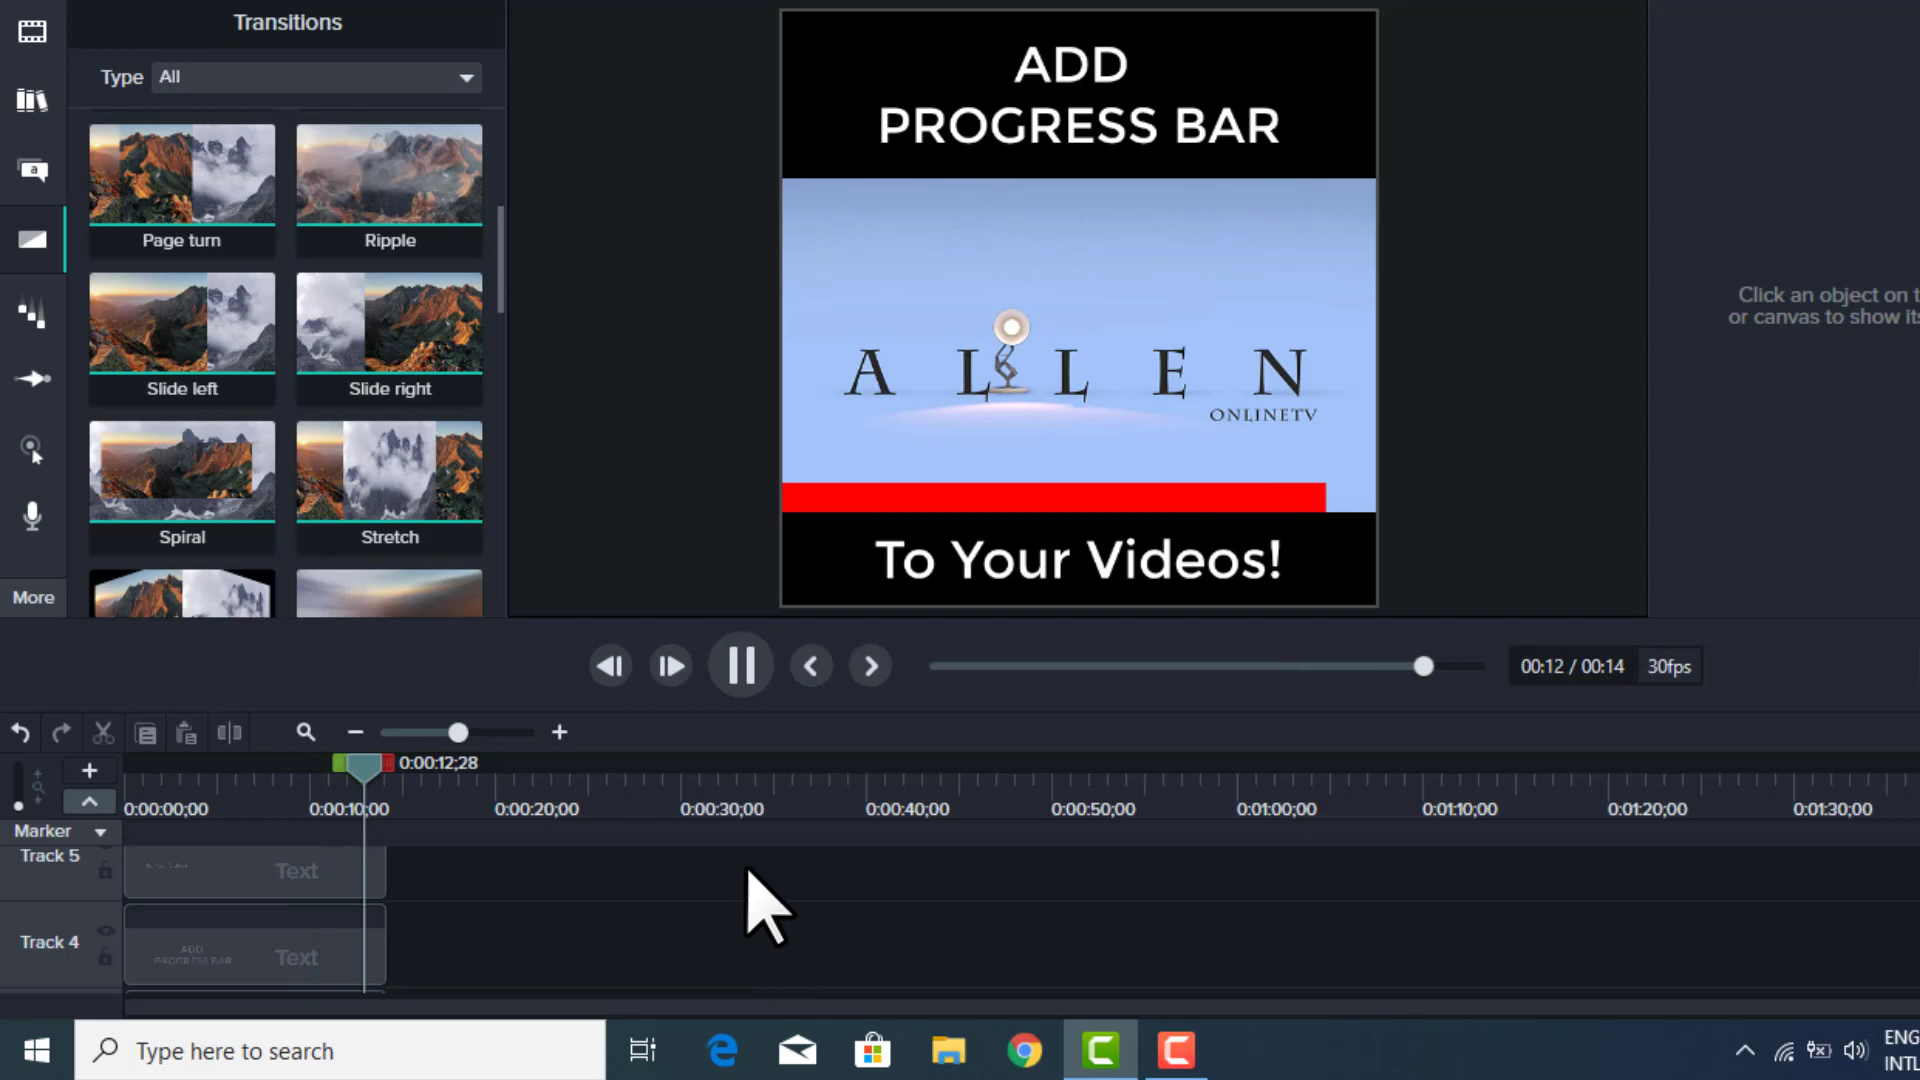 Transitions
Type All
Page turn
Ripple
Slide left
Slide right
Spiral
Stretch
a
More
ADD
PROGRESS BAR
A L L E N
ONLINETV
To Your Videos!
Click an object on t
or canvas to show its
00:12 / 00:14 30fps
0:00:12;28
0:00:00;00 0:00:10;00 0:00:20;00 0:00:30;00 0:00:40;00 0:00:50;00 0:01:00;00 0:01:10;00 0:01:20;00 0:01:30;00
Marker
Track 5
Text
Track 4
ADD
PROGRESS BAR
Text
Type here to search
ENG
INTL